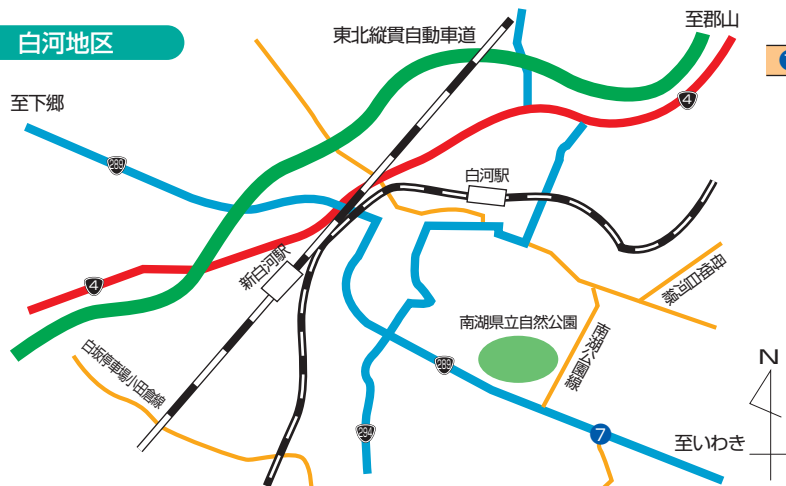 白河地区
東北縦貫自動車道
至郡山
至下郷
4
289
白河駅
新白河駅
4
母畑白河線
南湖県立自然公園
南湖公園線
白坂停車場小田倉線
289
294
7
至いわき
N